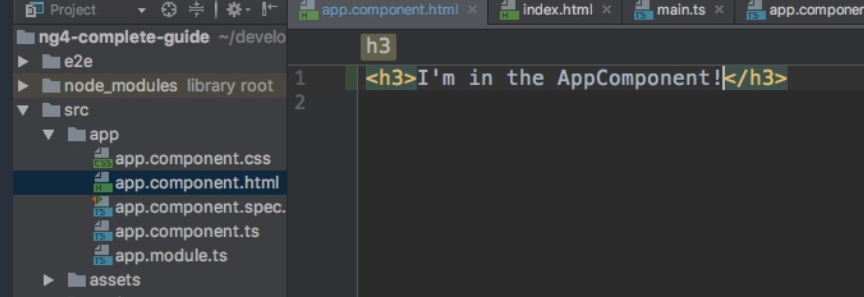 Project
app.component.html
index.html
main.ts
app.componen
ng4-complete-guide ~/develo
e2e
node_modules library root
src
app
app.component.css
app.component.html
app.component.spec.
app.component.ts
app.module.ts
assets
h3
1 <h3>I'm in the AppComponent!</h3>
2